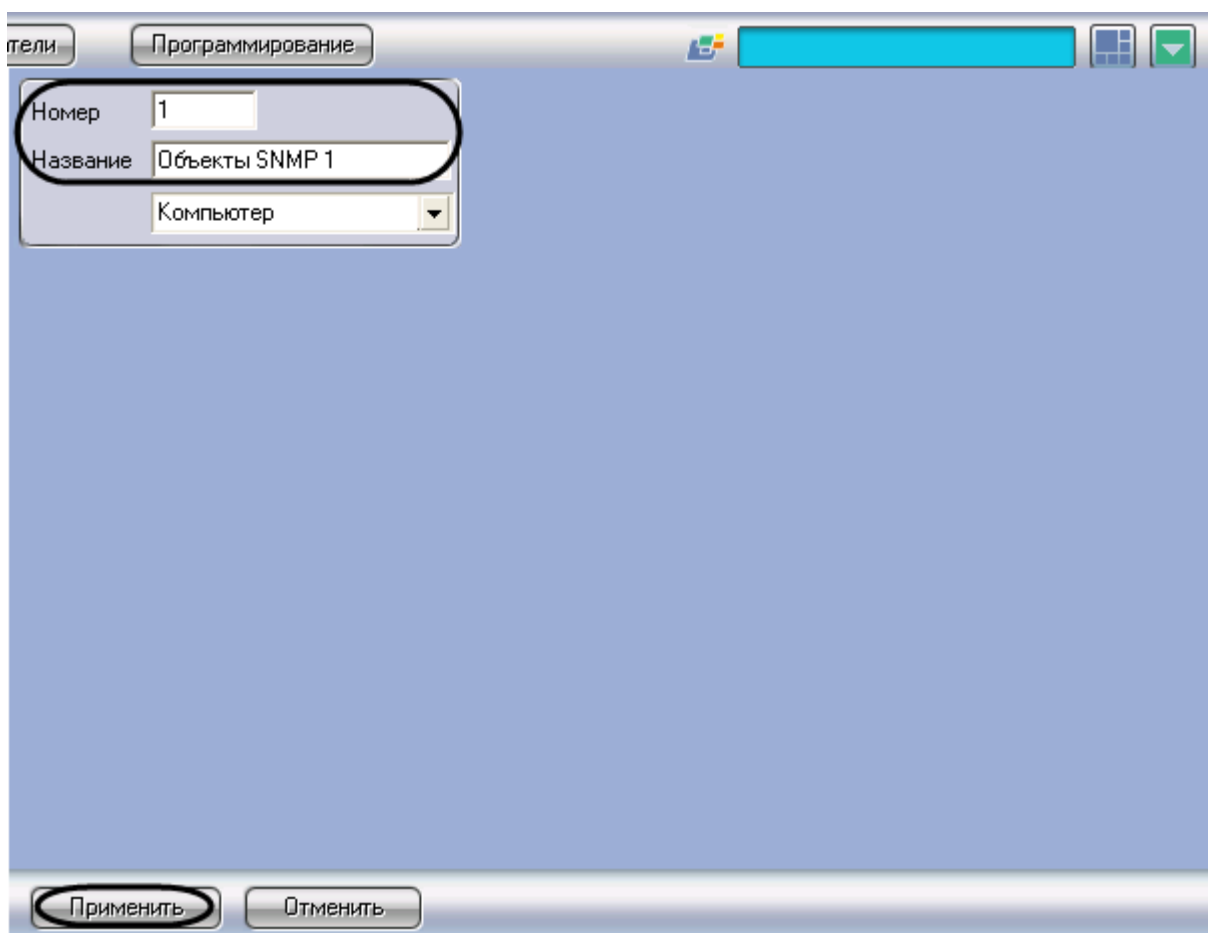 тели Программирование
Номер 1
Название Объекты SNMP 1
Компьютер
Применить Отменить